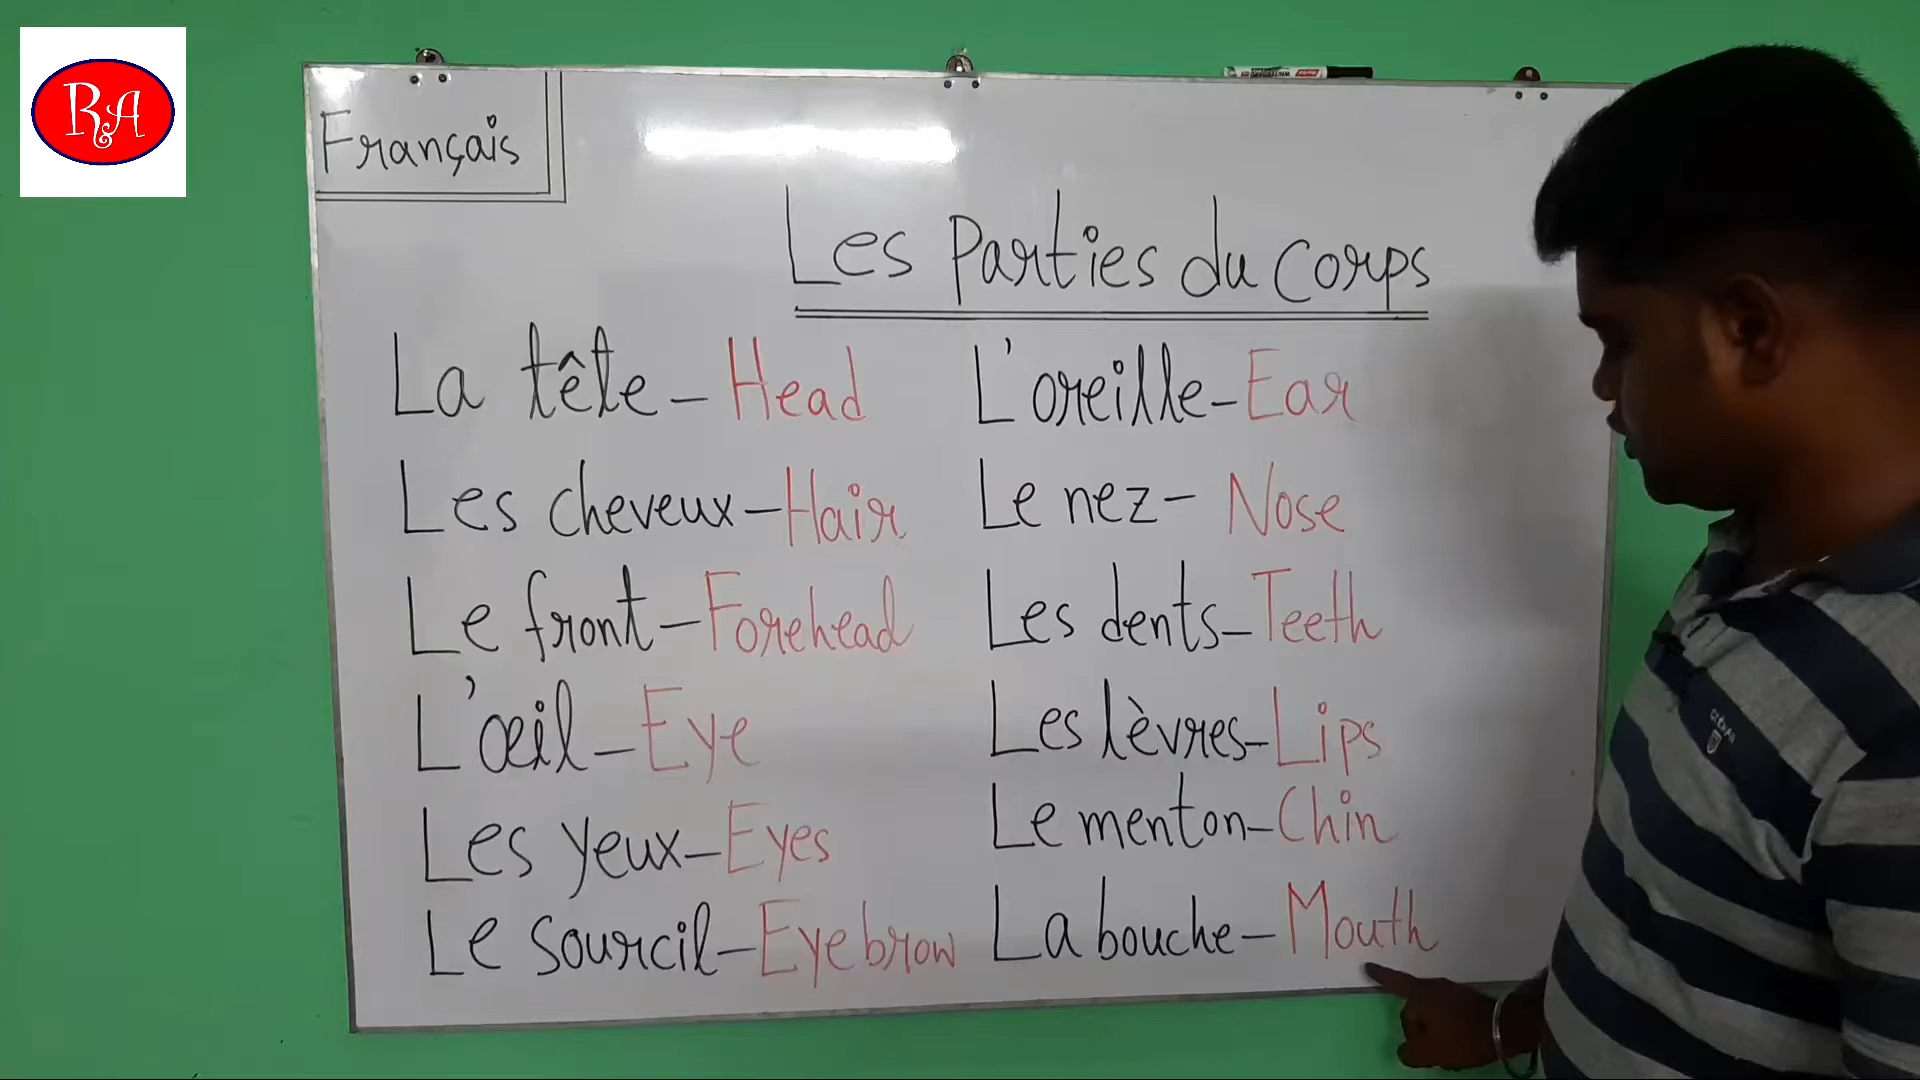 R&A
Français
Les Parties du Corps
La tête - Head
Les cheveux - Hair
Le front - Forehead
L'œil - Eye
Les yeux - Eyes
Le sourcil - Eyebrow
L'oreille - Ear
Le nez - Nose
Les dents - Teeth
Les lèvres - Lips
Le menton - Chin
La bouche - Mouth